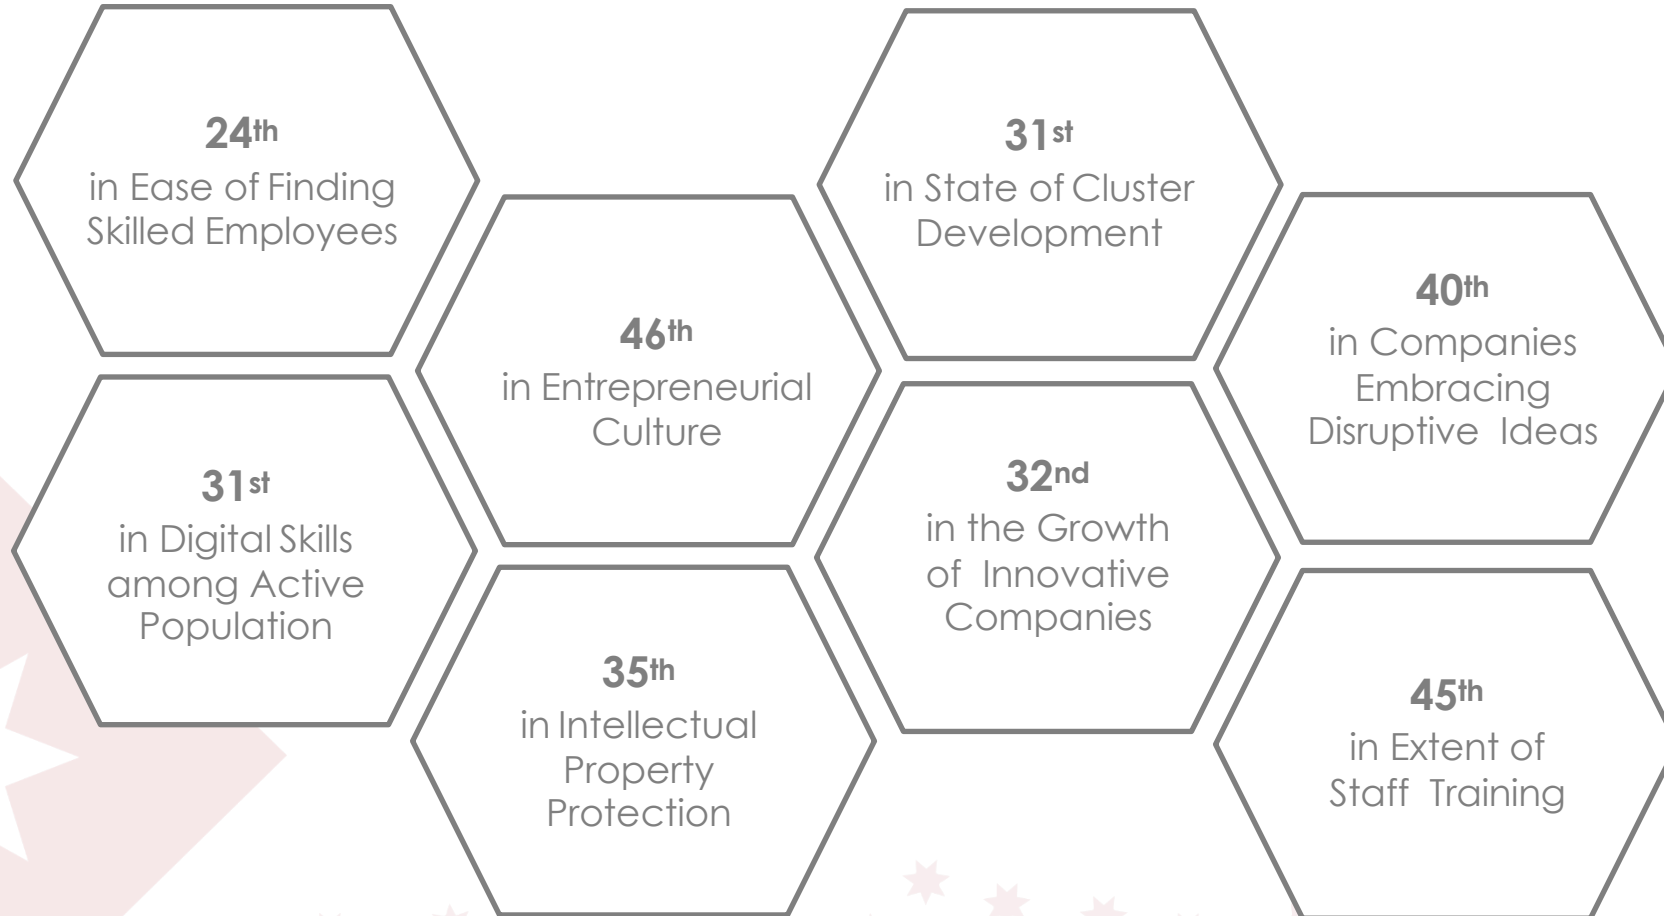 24th
in Ease of Finding
Skilled Employees
31st
in Digital Skills
among Active
Population
46th
in Entrepreneurial
Culture
35th
in Intellectual
Property
Protection
31st
in State of Cluster
Development
32nd
in the Growth
of Innovative
Companies
40th
in Companies
Embracing
Disruptive Ideas
45th
in Extent of
Staff Training